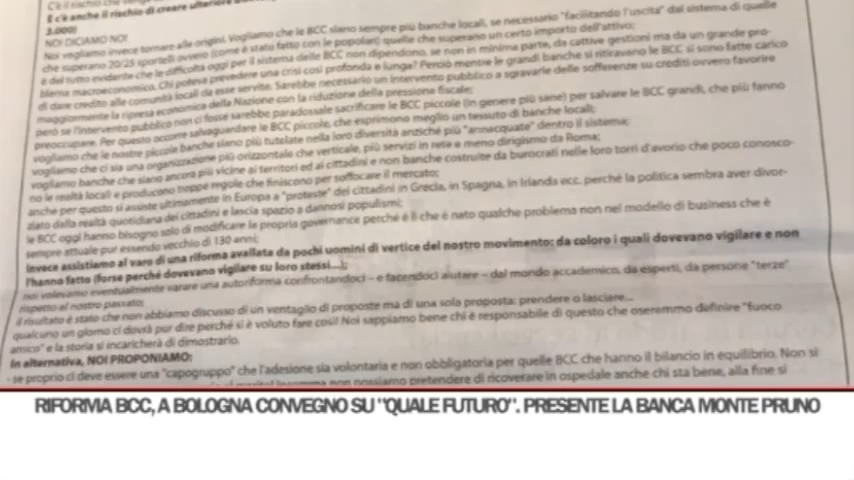 C'è il rischio che
E c'è anche il rischio di creare ulteriore
3.000!
NOI DICIAMO NO!
Noi vogliamo invece tornare alle origini. Vogliamo che le BCC siano sempre più banche locali, se necessario "facilitando l'uscita" dal sistema di quelle
che superano 20/25 sportelli ovvero (come è stato fatto con le popolari) quelle che superano un certo importo dell'attivo;
è del tutto evidente che le difficoltà oggi per il sistema delle BCC non dipendono, se non in minima parte, da cattive gestioni ma da un grande pro-
blema macroeconomico. Chi poteva prevedere una crisi così profonda e lunga? Perciò mentre le grandi banche si ritiravano le BCC si sono fatte carico
di dare credito alle comunità locali da esse servite. Sarebbe necessario un intervento pubblico a sgravarle delle sofferenze su crediti ovvero favorire
maggiormente la ripresa economica della Nazione con la riduzione della pressione fiscale;
però se l'intervento pubblico non ci fosse sarebbe paradossale sacrificare le BCC piccole (in genere più sane) per salvare le BCC grandi, che più fanno
preoccupare. Per questo occorre salvaguardare le BCC piccole, che esprimono meglio un tessuto di banche locali;
vogliamo che le nostre piccole banche siano più tutelate nella loro diversità anziché più "annacquate" dentro il sistema;
vogliamo che ci sia una organizzazione più orizzontale che verticale, più servizi in rete e meno dirigismo da Roma;
vogliamo banche che siano ancora più vicine ai territori ed ai cittadini e non banche costruite da burocrati nelle loro torri d'avorio che poco conosco-
no le realtà locali e producono troppe regole che finiscono per soffocare il mercato;
anche per questo si assiste ultimamente in Europa a "proteste" dei cittadini in Grecia, in Spagna, in Irlanda ecc. perché la politica sembra aver divor-
ziato dalla realtà quotidiana dei cittadini e lascia spazio a dannosi populismi;
le BCC oggi hanno bisogno solo di modificare la propria governance perché è lì che è nato qualche problema non nel modello di business che è
sempre attuale pur essendo vecchio di 130 anni;
invece assistiamo al varo di una riforma avallata da pochi uomini di vertice del nostro movimento: da coloro i quali dovevano vigilare e non
l'hanno fatto (forse perché dovevano vigilare su loro stessi...);
noi volevamo eventualmente varare una autoriforma confrontandoci – e facendoci aiutare – dal mondo accademico, da esperti, da persone "terze"
rispetto al nostro passato;
il risultato è stato che non abbiamo discusso di un ventaglio di proposte ma di una sola proposta: prendere o lasciare...
qualcuno un giorno ci dovrà pur dire perché si è voluto fare così! Noi sappiamo bene chi è responsabile di questo che oseremmo definire "fuoco
amico" e la storia si incaricherà di dimostrarlo.
In alternativa, NOI PROPONIAMO:
- se proprio ci deve essere una "capogruppo" che l'adesione sia volontaria e non obbligatoria per quelle BCC che hanno il bilancio in equilibrio. Non si
non possiamo pretendere di ricoverare in ospedale anche chi sta bene, alla fine si
RIFORMA BCC, A BOLOGNA CONVEGNO SU "QUALE FUTURO". PRESENTE LA BANCA MONTE PRUNO